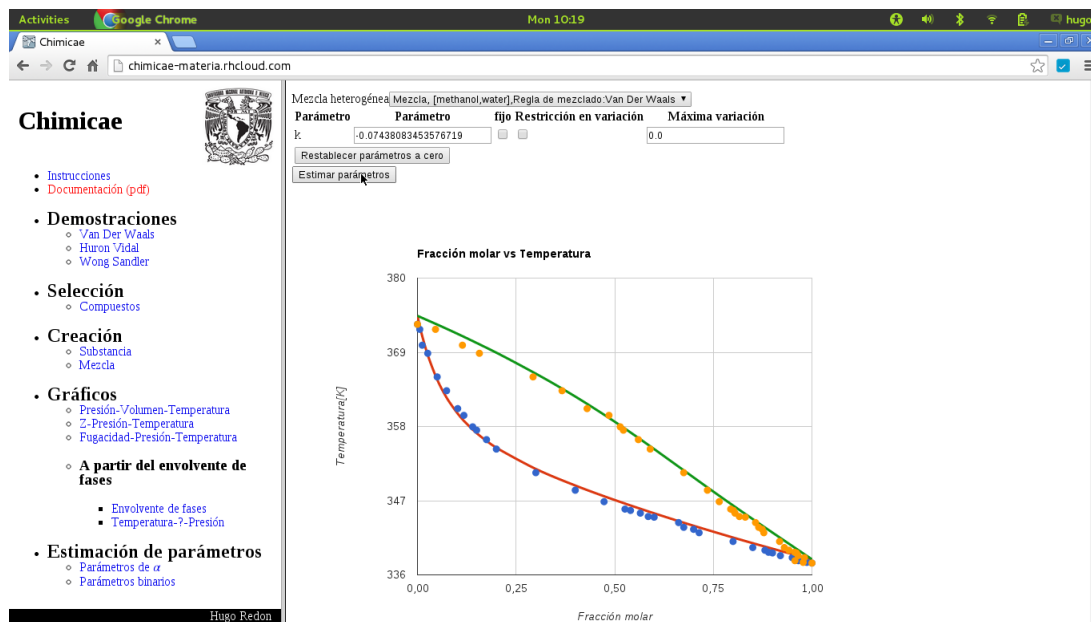 Activities
Google Chrome
Mon 10:19
hugo
Chimicae
chimicae-materia.rhcloud.com
Chimicae
Instrucciones
Documentación (pdf)
Demostraciones
Van Der Waals
Huron Vidal
Wong Sandler
Selección
Compuestos
Creación
Substancia
Mezcla
Gráficos
Presión-Volumen-Temperatura
Z-Presión-Temperatura
Fugacidad-Presión-Temperatura
A partir del envolvente de
fases
Envolvente de fases
Temperatura-?-Presión
Estimación de parámetros
Parámetros de α
Parámetros binarios
Hugo Redon
Mezcla heterogénea Mezcla, [methanol,water],Regla de mezclado:Van Der Waals
Parámetro Parámetro fijo Restricción en variación Máxima variación
k -0.07438083453576719 0.0
Restablecer parámetros a cero
Estimar parámetros
Fracción molar vs Temperatura
380
369
358
347
336
Temperatura[K]
0,00 0,25 0,50 0,75 1,00
Fracción molar